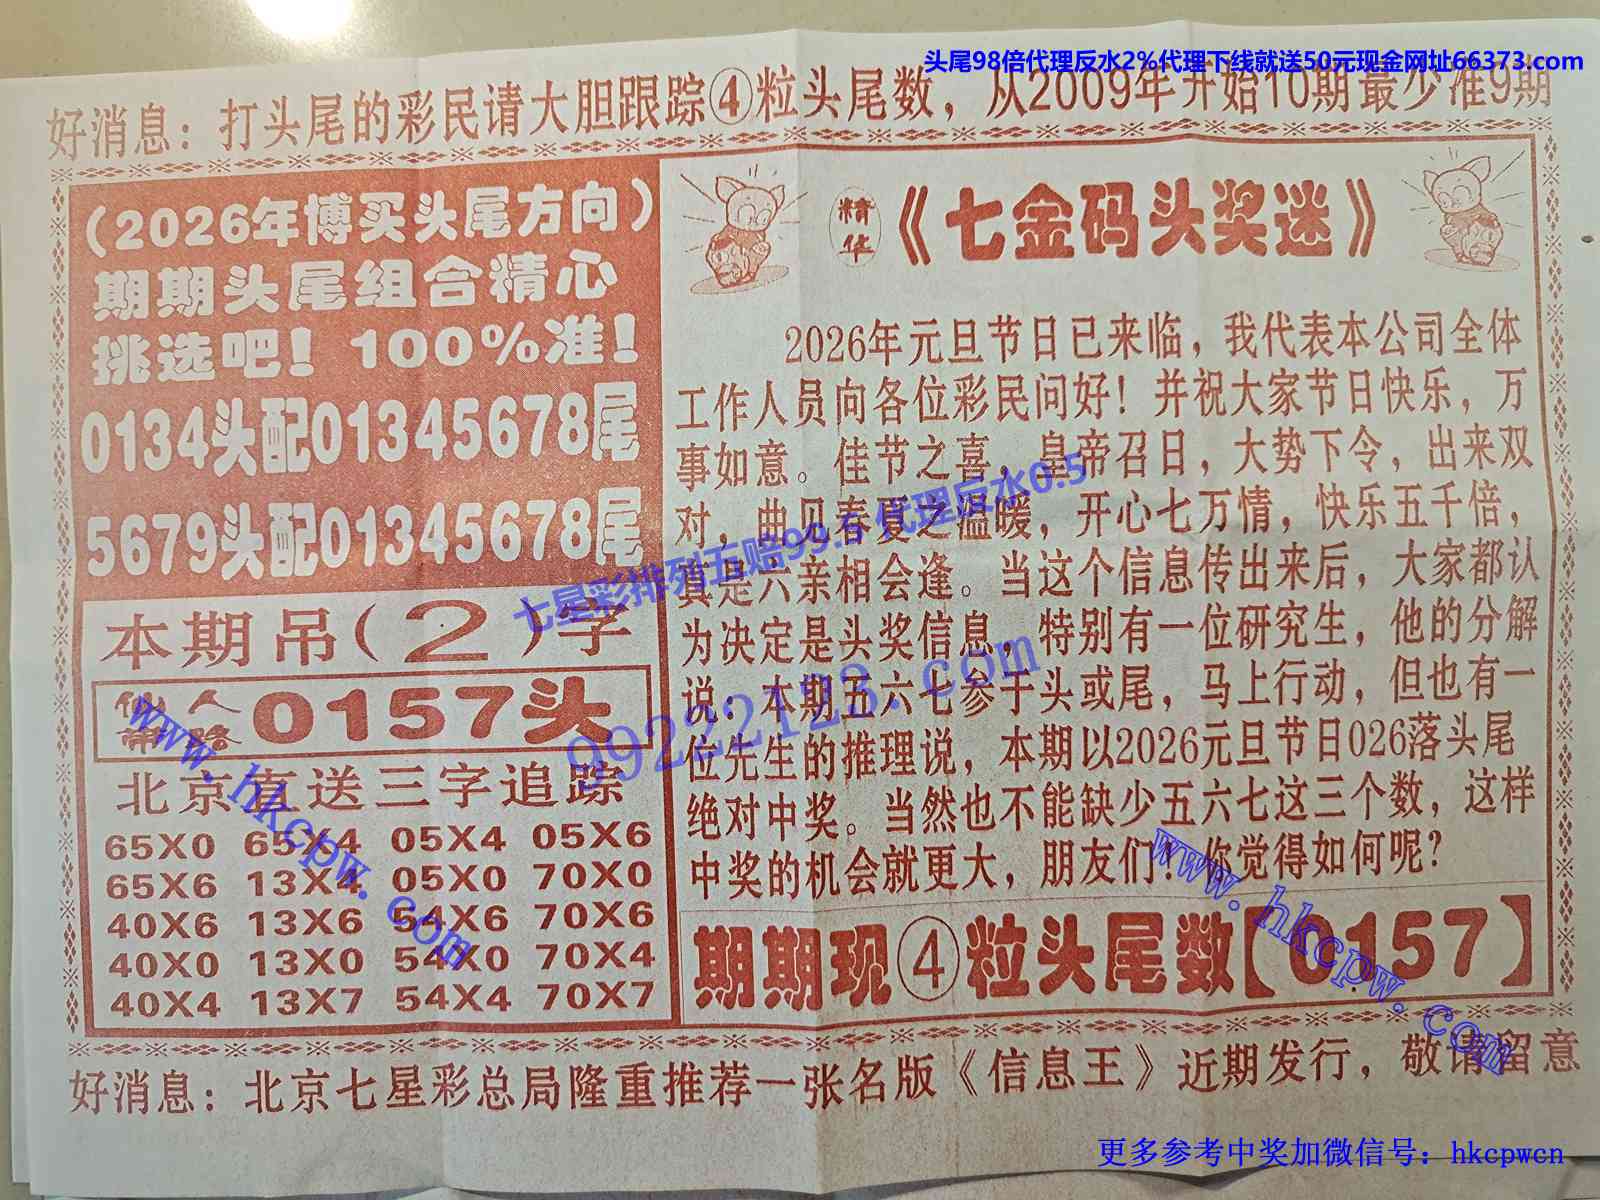 头尾98倍代理反水2%代理下线就送50元现金网址66373.com
好消息：打头尾的彩民请大胆跟踪④粒头尾数，从2009年开始10期最少准9期
（2026年博买头尾方向）
期期头尾组合精心
挑选吧！100%准！
0134头配01345678尾
5679头配01345678尾
本期吊（2）字
仙人
带路
0157头
北京直送三字追踪
65X0 65X4 05X4 05X6
65X6 13X4 05X0 70X0
40X6 13X6 54X6 70X6
40X0 13X0 54X0 70X4
40X4 13X7 54X4 70X7
精华
《七金码头奖迷》
2026年元旦节日已来临，我代表本公司全体
工作人员向各位彩民问好！并祝大家节日快乐，万
事如意。佳节之喜，皇帝召日，大势下令，出来双
对，曲见春夏之温暖，开心七万情，快乐五千倍，
真是六亲相会逢。当这个信息传出来后，大家都认
为决定是头奖信息，特别有一位研究生，他的分解
说：本期五六七参于头或尾，马上行动，但也有一
位先生的推理说，本期以2026元旦节日026落头尾
绝对中奖。当然也不能缺少五六七这三个数，这样
中奖的机会就更大，朋友们？你觉得如何呢？
期期现④粒头尾数【0157】
好消息：北京七星彩总局隆重推荐一张名版《信息王》近期发行，敬请留意
七星彩排列五赔99.5 代理反水0.5
99222123.com
www.hkcpw.com
www.hkcpw.com
更多参考中奖加微信号：hkcpwcn